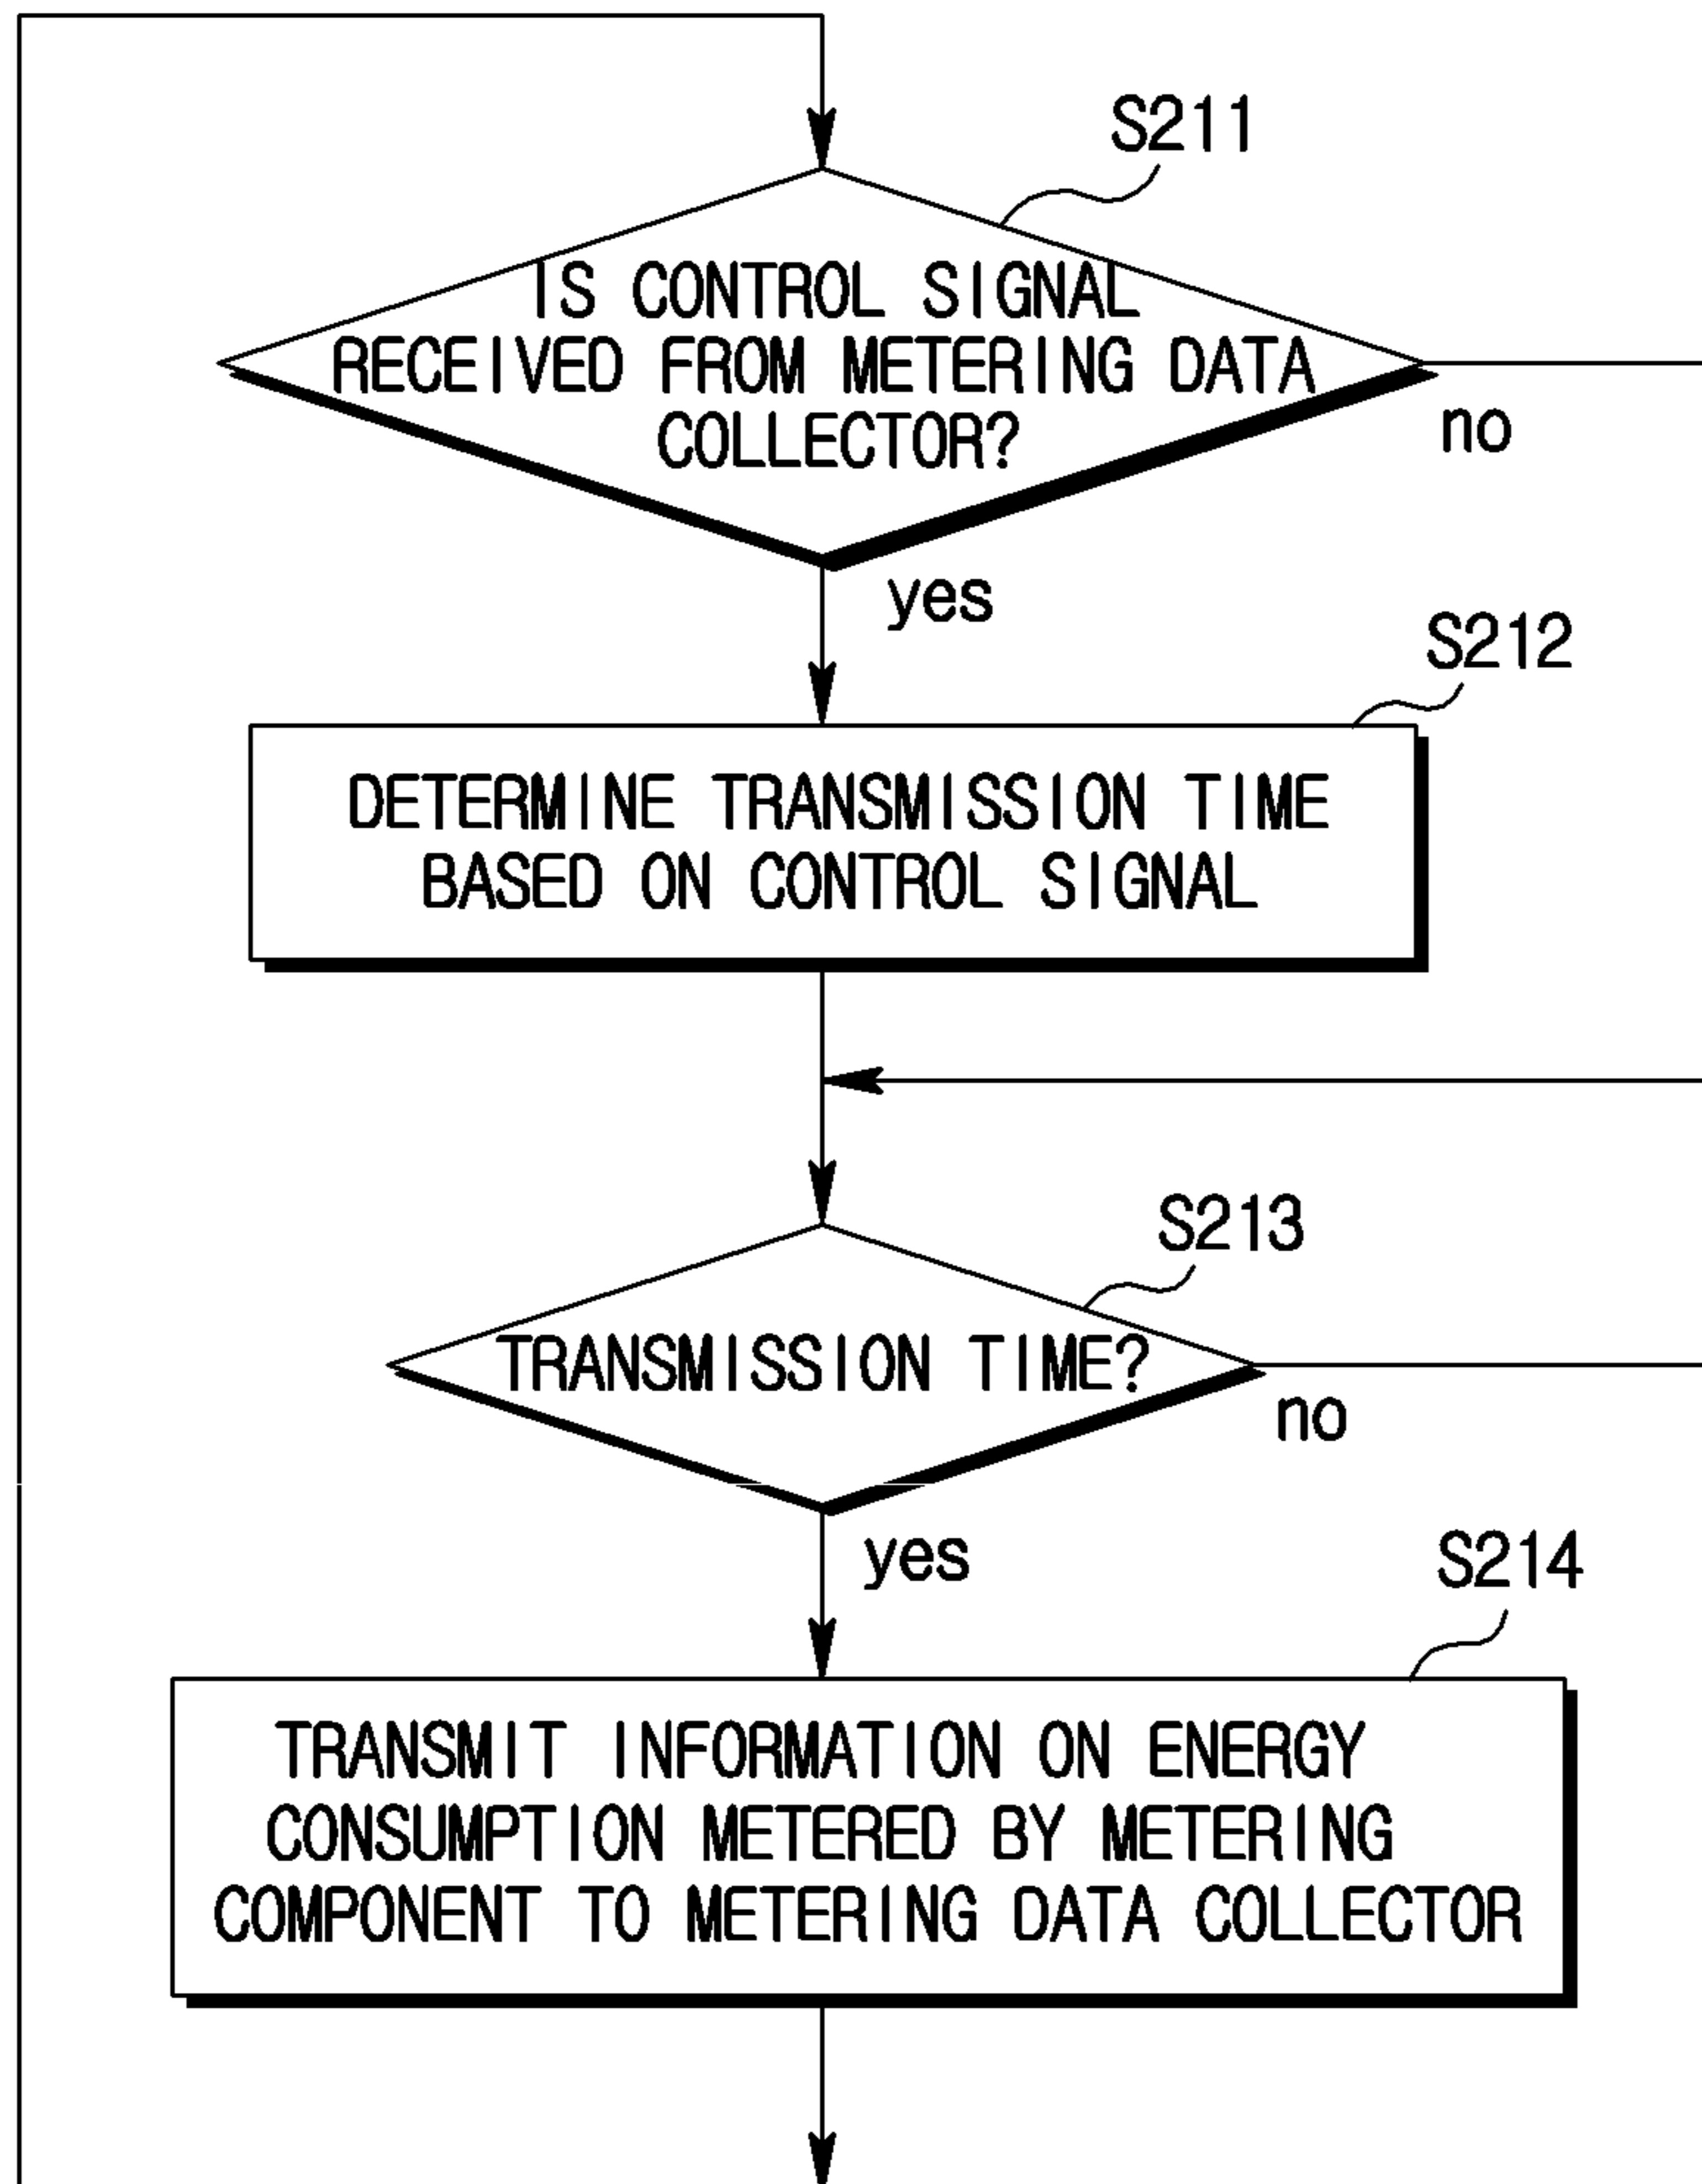 S211
IS CONTROL SIGNAL
RECEIVED FROM METERING DATA
COLLECTOR?
no
yes
S212
DETERMINE TRANSMISSION TIME
BASED ON CONTROL SIGNAL
S213
TRANSMISSION TIME?
no
yes
S214
TRANSMIT INFORMATION ON ENERGY
CONSUMPTION METERED BY METERING
COMPONENT TO METERING DATA COLLECTOR